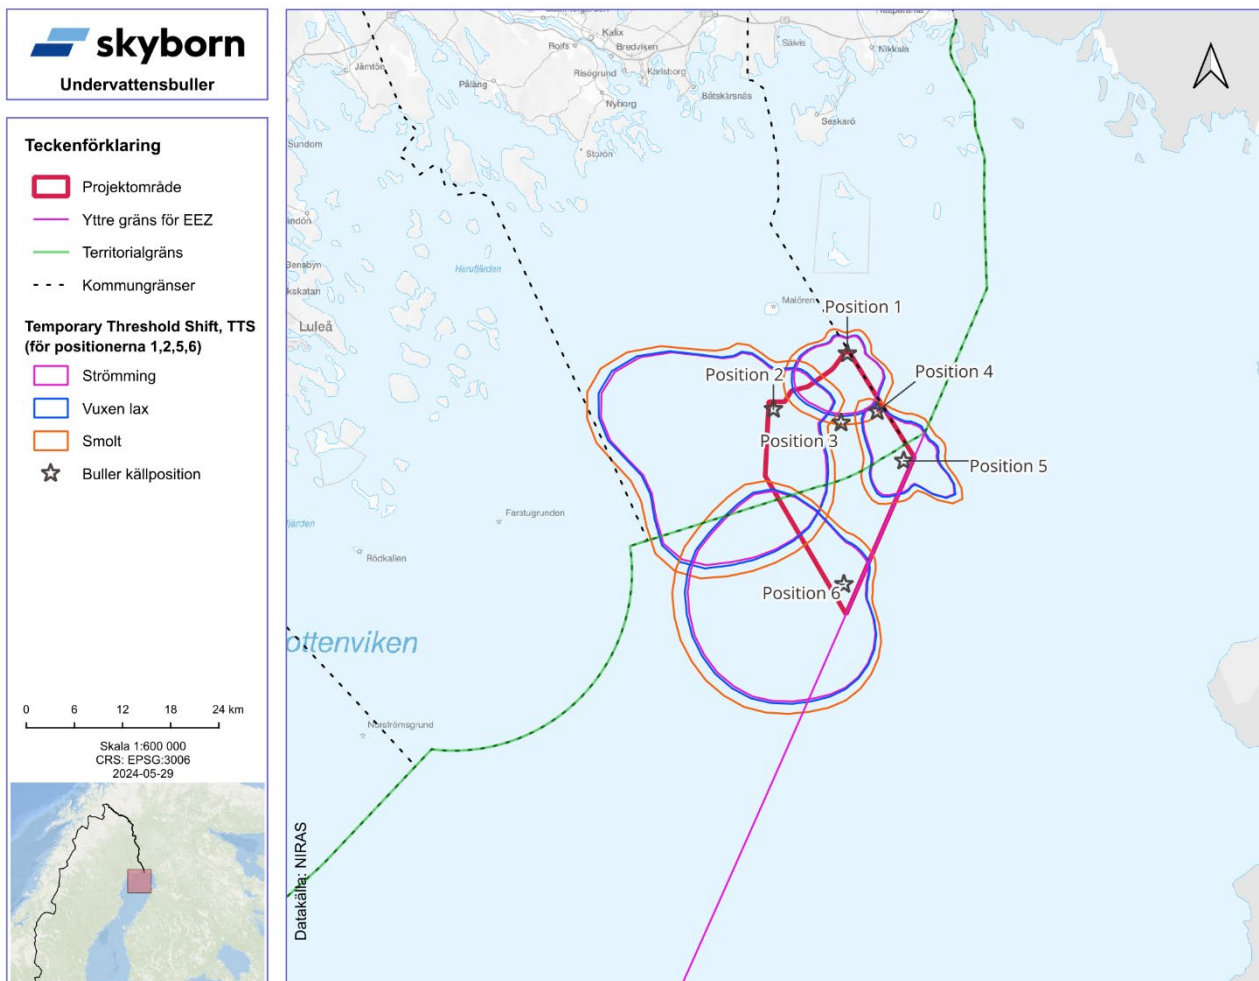 skyborn
Undervattensbuller
Teckenförklaring
Projektområde
Yttre gräns för EEZ
Territorialgräns
Kommungränser
Temporary Threshold Shift, TTS
(för positionerna 1,2,5,6)
Strömming
Vuxen lax
Smolt
Buller källposition
0 6 12 18 24 km
Skala 1:600 000
CRS: EPSG:3006
2024-05-29
Kalix
Rolfs
Bredviken
Säivis
Nikkala
Jämtön
Påläng
Risögrund
Karlsborg
Nyborg
Båtskärsnäs
Seskarö
Sundom
Storön
Bensbyn
Harufjärden
Luleå
Malören
Position 1
Position 2
Position 4
Position 3
Position 5
Farstugrunden
Rödkallen
Position 6
ottenviken
Norströmsgrund
Datakälla: NIRAS